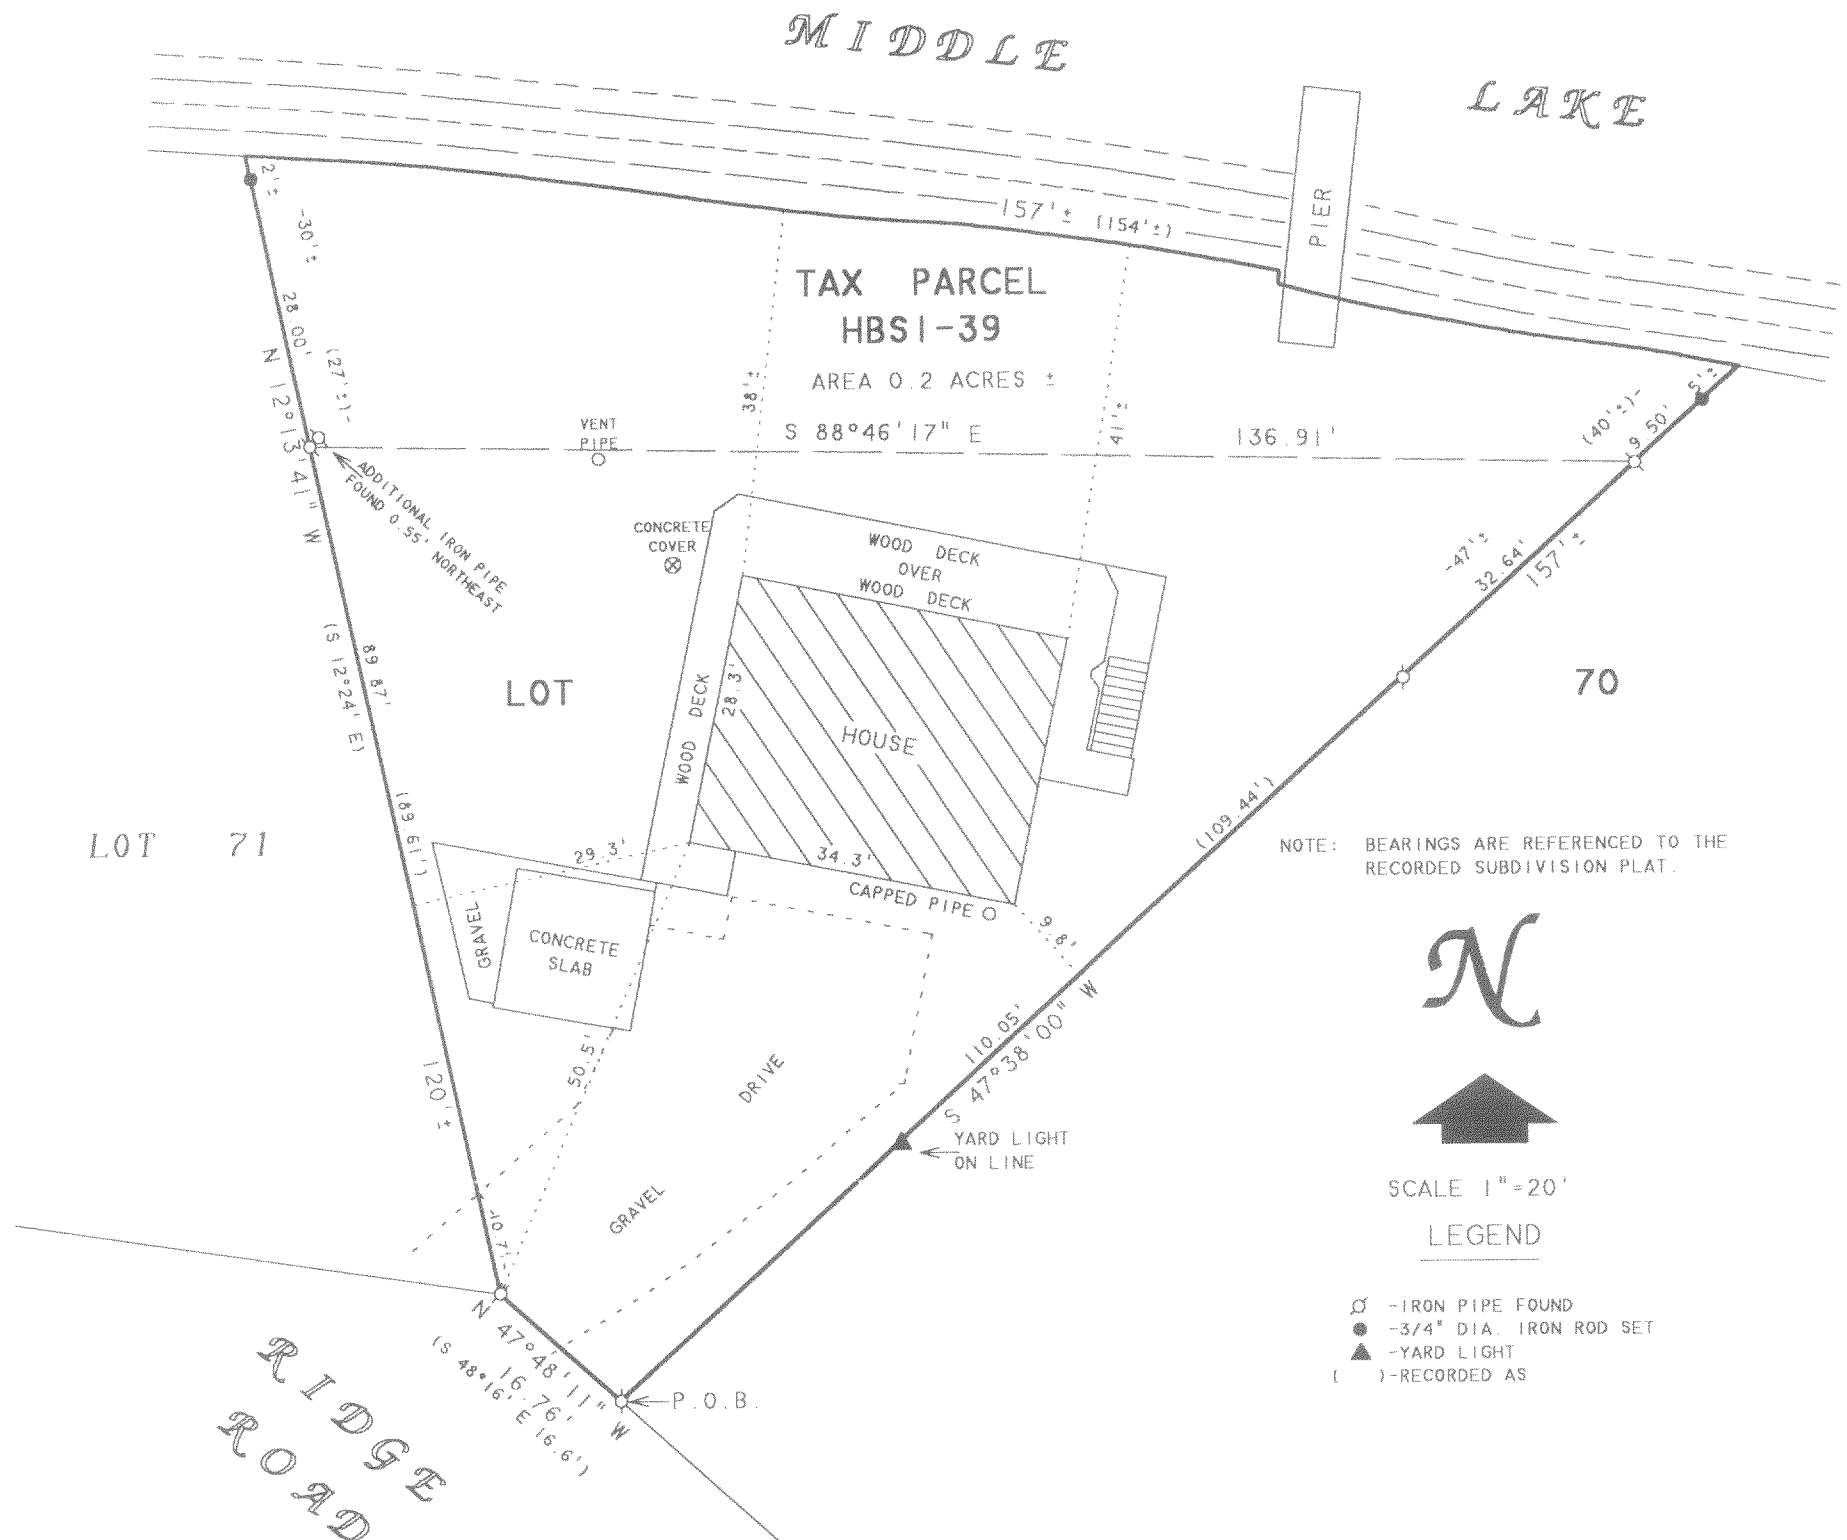 MIDDLE
LAKE
PIER
157'± (154'±)
2'±
-30'±
28.00'
(27'±)-
N 12°13'41" W
TAX PARCEL
HBS1-39
AREA 0.2 ACRES ±
38'±
41'±
S 88°46'17" E
136.91'
VENT
PIPE
5'±
(40'±)-
9.50'
ADDITIONAL IRON PIPE
FOUND 0.55' NORTHEAST
CONCRETE
COVER
WOOD DECK
OVER
WOOD DECK
-47'±
32.64'
157'±
(S 12°24' E)
89.87'
LOT
70
WOOD DECK
28.3'
HOUSE
(89.61')
(109.44')
LOT 71
29.3'
34.3'
CAPPED PIPE
9.8'
NOTE: BEARINGS ARE REFERENCED TO THE
RECORDED SUBDIVISION PLAT.
GRAVEL
CONCRETE
SLAB
N
110.05'
S 47°38'00" W
50.5'
120'±
DRIVE
YARD LIGHT
ON LINE
GRAVEL
SCALE 1"=20'
LEGEND
-IRON PIPE FOUND
-3/4" DIA. IRON ROD SET
-YARD LIGHT
( )-RECORDED AS
N 47°48'11" W
16.76'
(S 48°16' E 16.6')
P.O.B.
RIDGE
ROAD